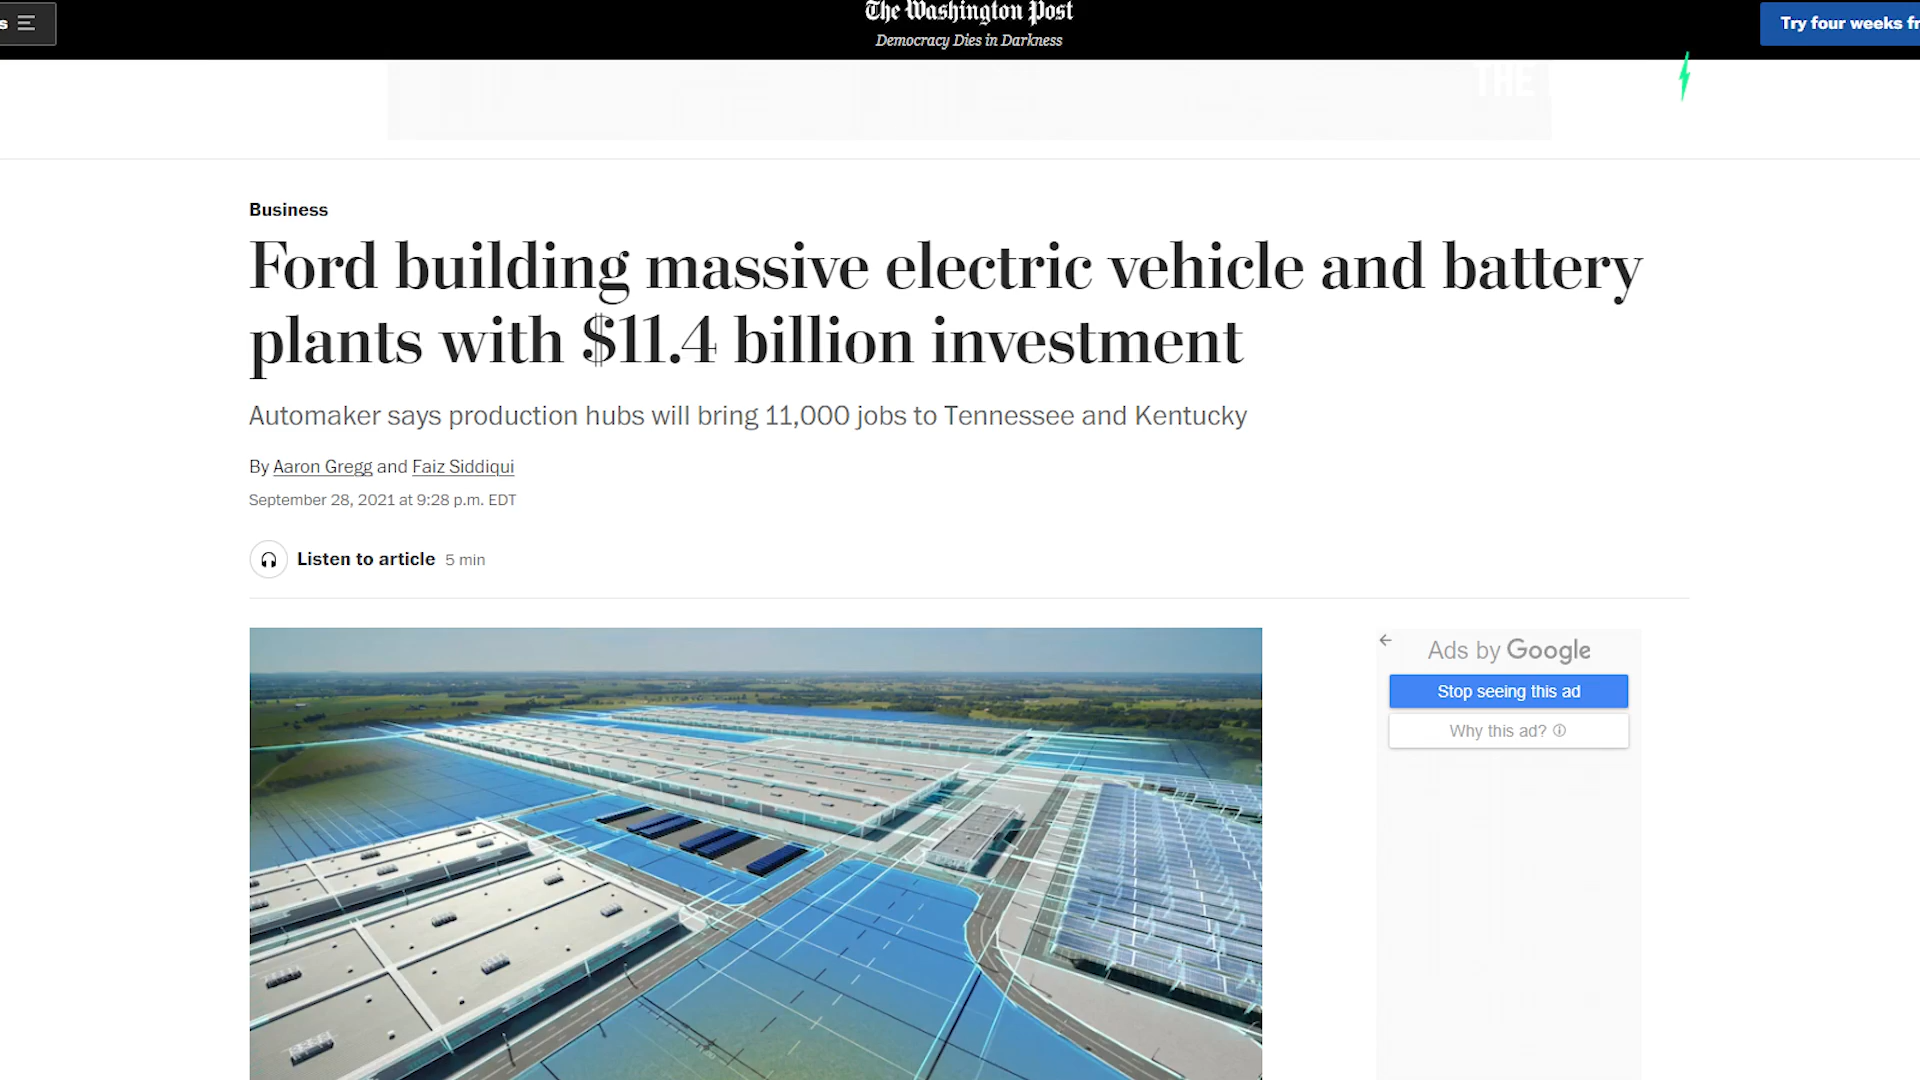 s
The Washington Post
Democracy Dies in Darkness
Try four weeks fr
THE
Business
Ford building massive electric vehicle and battery
plants with $11.4 billion investment
Automaker says production hubs will bring 11,000 jobs to Tennessee and Kentucky
By Aaron Gregg and Faiz Siddiqui
September 28, 2021 at 9:28 p.m. EDT
Listen to article 5 min
Ads by Google
Stop seeing this ad
Why this ad?